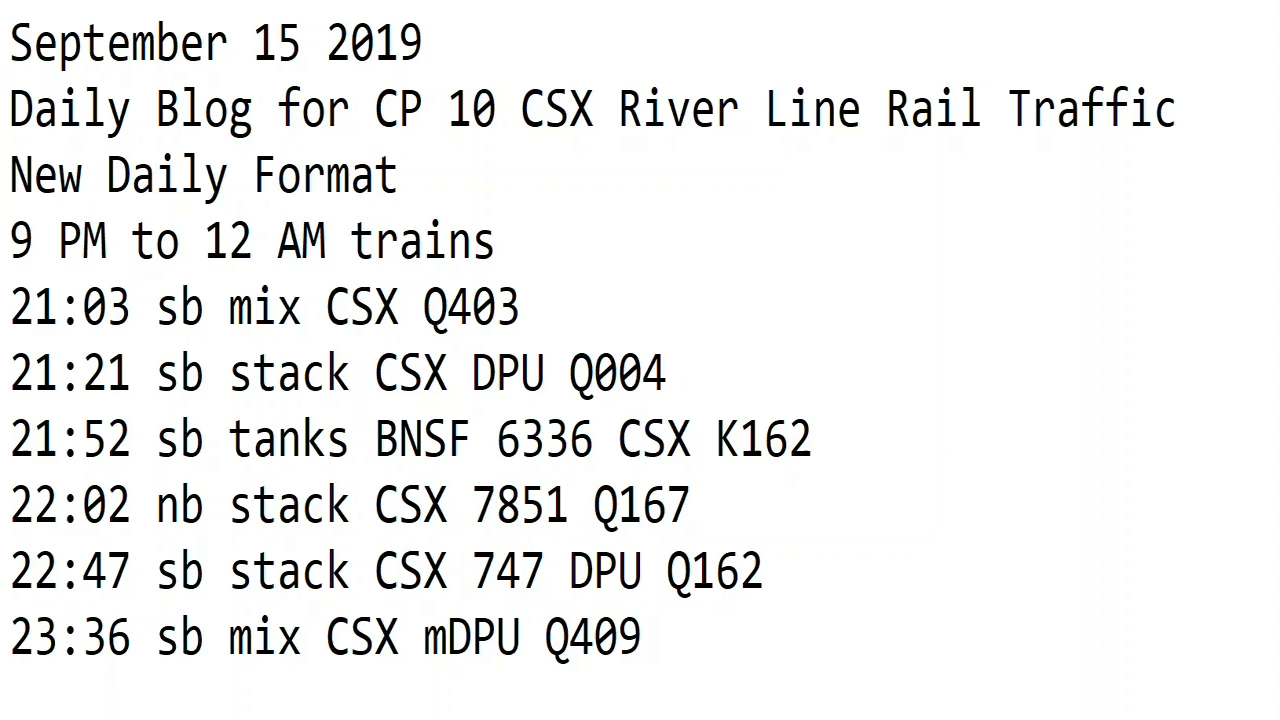 September 15 2019
Daily Blog for CP 10 CSX River Line Rail Traffic
New Daily Format
9 PM to 12 AM trains
21:03 sb mix CSX Q403
21:21 sb stack CSX DPU Q004
21:52 sb tanks BNSF 6336 CSX K162
22:02 nb stack CSX 7851 Q167
22:47 sb stack CSX 747 DPU Q162
23:36 sb mix CSX mDPU Q409